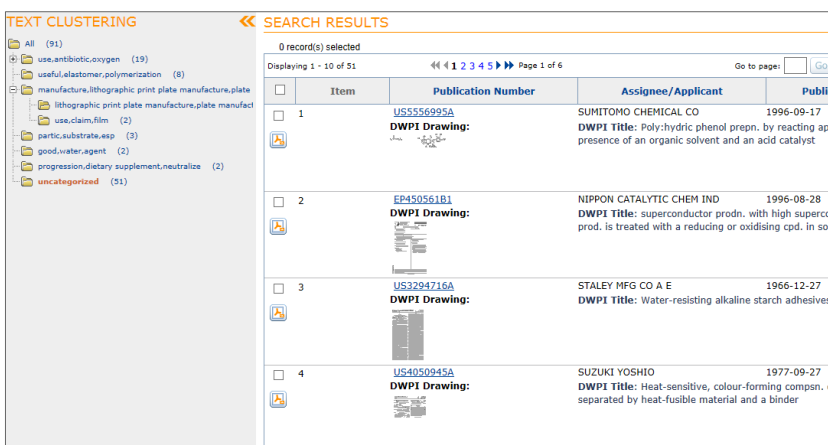 TEXT CLUSTERING
All (91)
use,antibiotic,oxygen (19)
useful,elastomer,polymerization (8)
manufacture,lithographic print plate manufacture,plate
lithographic print plate manufacture,plate manufact
use,claim,film (2)
partic,substrate,esp (3)
good,water,agent (2)
progression,dietary supplement,neutralize (2)
uncategorized (51)
SEARCH RESULTS
0 record(s) selected
Displaying 1 - 10 of 51 1 2 3 4 5 Page 1 of 6 Go to page: Go
Item Publication Number Assignee/Applicant Publi
1 US5556995A SUMITOMO CHEMICAL CO 1996-09-17
DWPI Drawing: DWPI Title: Poly:hydric phenol prepn. by reacting ap
presence of an organic solvent and an acid catalyst
2 EP450561B1 NIPPON CATALYTIC CHEM IND 1996-08-28
DWPI Drawing: DWPI Title: superconductor prodn. with high superco
prod. is treated with a reducing or oxidising cpd. in so
3 US3294716A STALEY MFG CO A E 1966-12-27
DWPI Drawing: DWPI Title: Water-resisting alkaline starch adhesives
4 US4050945A SUZUKI YOSHIO 1977-09-27
DWPI Drawing: DWPI Title: Heat-sensitive, colour-forming compsn.
separated by heat-fusible material and a binder